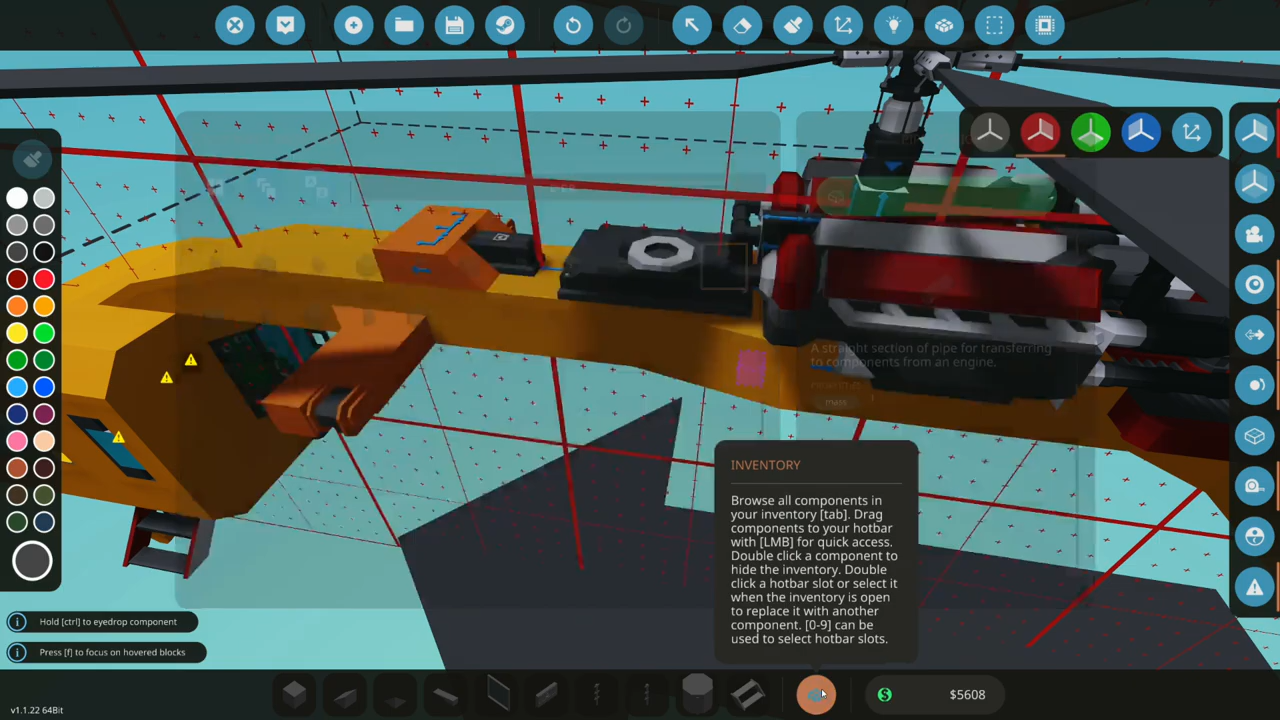 A straight section of pipe for transferring
to components from an engine.
mass
INVENTORY
Browse all components in
your inventory [tab]. Drag
components to your hotbar
with [LMB] for quick access.
Double click a component to
hide the inventory. Double
click a hotbar slot or select it
when the inventory is open
to replace it with another
component. [0-9] can be
used to select hotbar slots.
Hold [ctrl] to eyedrop component
Press [f] to focus on hovered blocks
$5608
v1.1.22 64Bit